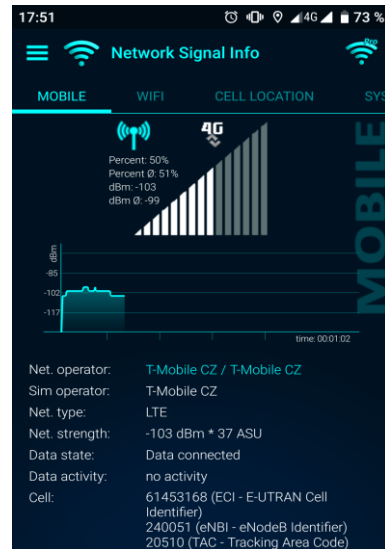 17:51 4G 73 %
Network Signal Info Pro
MOBILE WIFI CELL LOCATION SYS
4G
Percent: 50%
Percent Ø: 51%
dBm: -103
dBm Ø: -99
MOBILE
dBm
-85
-102
-117
time: 00:01:02
Net. operator: T-Mobile CZ / T-Mobile CZ
Sim operator: T-Mobile CZ
Net. type: LTE
Net. strength: -103 dBm * 37 ASU
Data state: Data connected
Data activity: no activity
Cell: 61453168 (ECI - E-UTRAN Cell
Identifier)
240051 (eNBI - eNodeB Identifier)
20510 (TAC - Tracking Area Code)